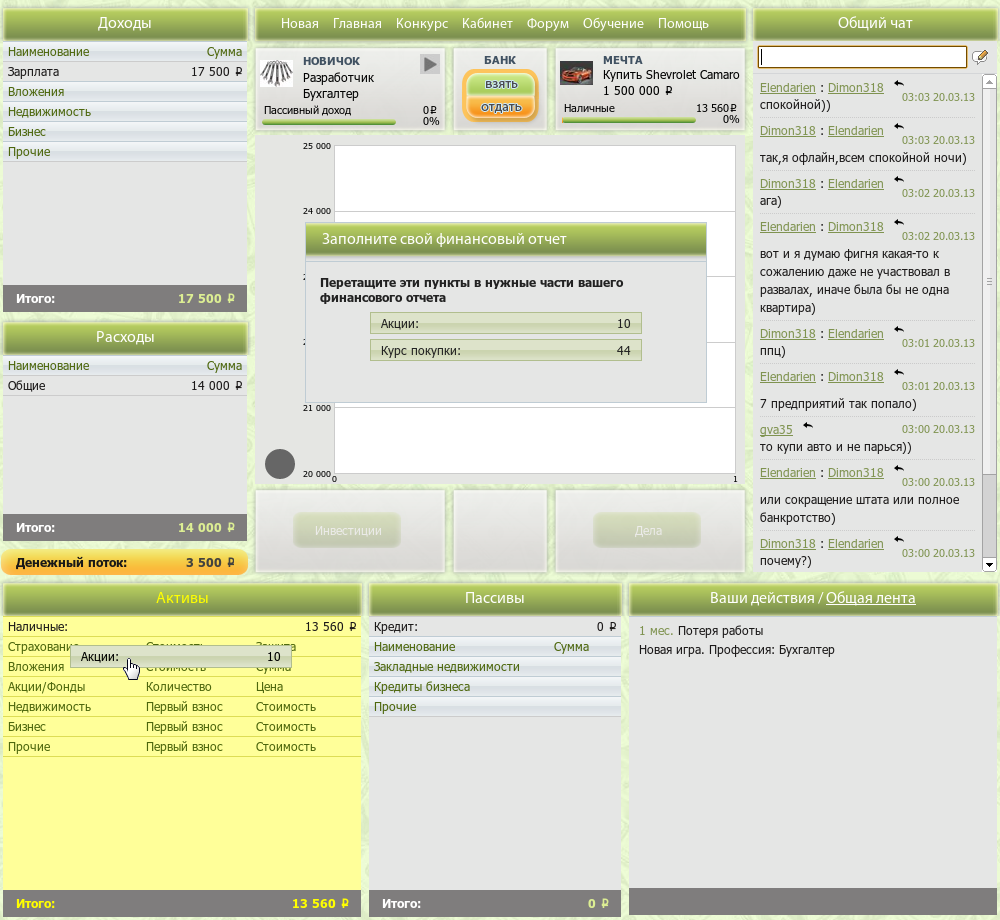 Доходы
Наименование Сумма
Зарплата 17 500 ₽
Вложения
Недвижимость
Бизнес
Прочие
Итого: 17 500 ₽
Расходы
Наименование Сумма
Общие 14 000 ₽
Итого: 14 000 ₽
Денежный поток: 3 500 ₽
Новая Главная Конкурс Кабинет Форум Обучение Помощь
НОВИЧОК
Разработчик
Бухгалтер
Пассивный доход 0₽
0%
БАНК
взять
отдать
МЕЧТА
Купить Shevrolet Camaro
1 500 000 ₽
Наличные 13 560₽
0%
25 000
24 000
21 000
20 000
0 1
Заполните свой финансовый отчет
Перетащите эти пункты в нужные части вашего
финансового отчета
Акции: 10
Курс покупки: 44
Инвестиции
Дела
Общий чат
Elendarien : Dimon318
03:03 20.03.13
спокойной))
Dimon318 : Elendarien
03:03 20.03.13
так,я офлайн,всем спокойной ночи)
Dimon318 : Elendarien
03:02 20.03.13
ага)
Elendarien : Dimon318
03:02 20.03.13
вот и я думаю фигня какая-то к
сожалению даже не участвовал в
развалах, иначе была бы не одна
квартира)
Dimon318 : Elendarien
03:01 20.03.13
ппц)
Elendarien : Dimon318
03:01 20.03.13
7 предприятий так попало)
gva35 03:00 20.03.13
то купи авто и не парься))
Elendarien : Dimon318
03:00 20.03.13
или сокращение штата или полное
банкротство)
Dimon318 : Elendarien
03:00 20.03.13
почему?)
Активы
Наличные: 13 560 ₽
Страхование Стоимость Защита
Акции: 10
Вложения Стоимость Сумма
Акции/Фонды Количество Цена
Недвижимость Первый взнос Стоимость
Бизнес Первый взнос Стоимость
Прочие Первый взнос Стоимость
Итого: 13 560 ₽
Пассивы
Кредит: 0 ₽
Наименование Сумма
Закладные недвижимости
Кредиты бизнеса
Прочие
Итого: 0 ₽
Ваши действия / Общая лента
1 мес. Потеря работы
Новая игра. Профессия: Бухгалтер